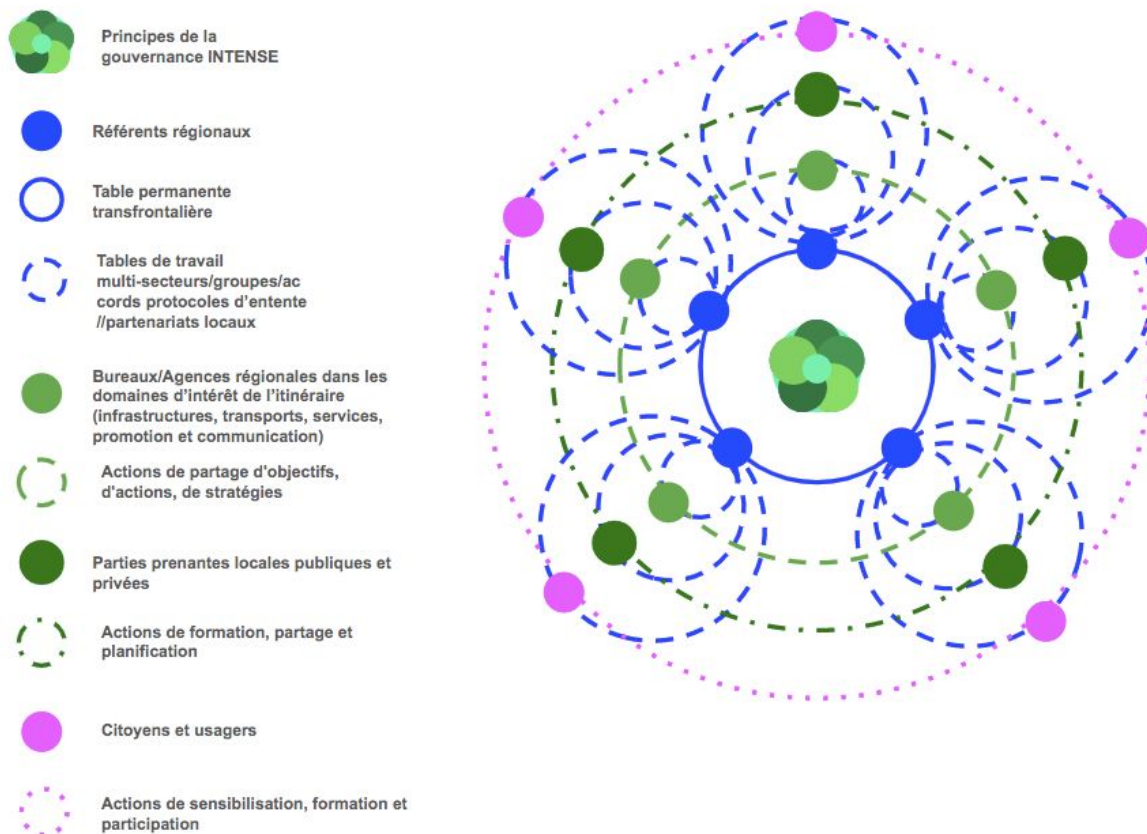 Principes de la
gouvernance INTENSE
Référents régionaux
Table permanente
transfrontalière
Tables de travail
multi-secteurs/groupes/ac
cords protocoles d'entente
//partenariats locaux
Bureaux/Agences régionales dans les
domaines d'intérêt de l'itinéraire
(infrastructures, transports, services,
promotion et communication)
Actions de partage d'objectifs,
d'actions, de stratégies
Parties prenantes locales publiques et
privées
Actions de formation, partage et
planification
Citoyens et usagers
Actions de sensibilisation, formation et
participation